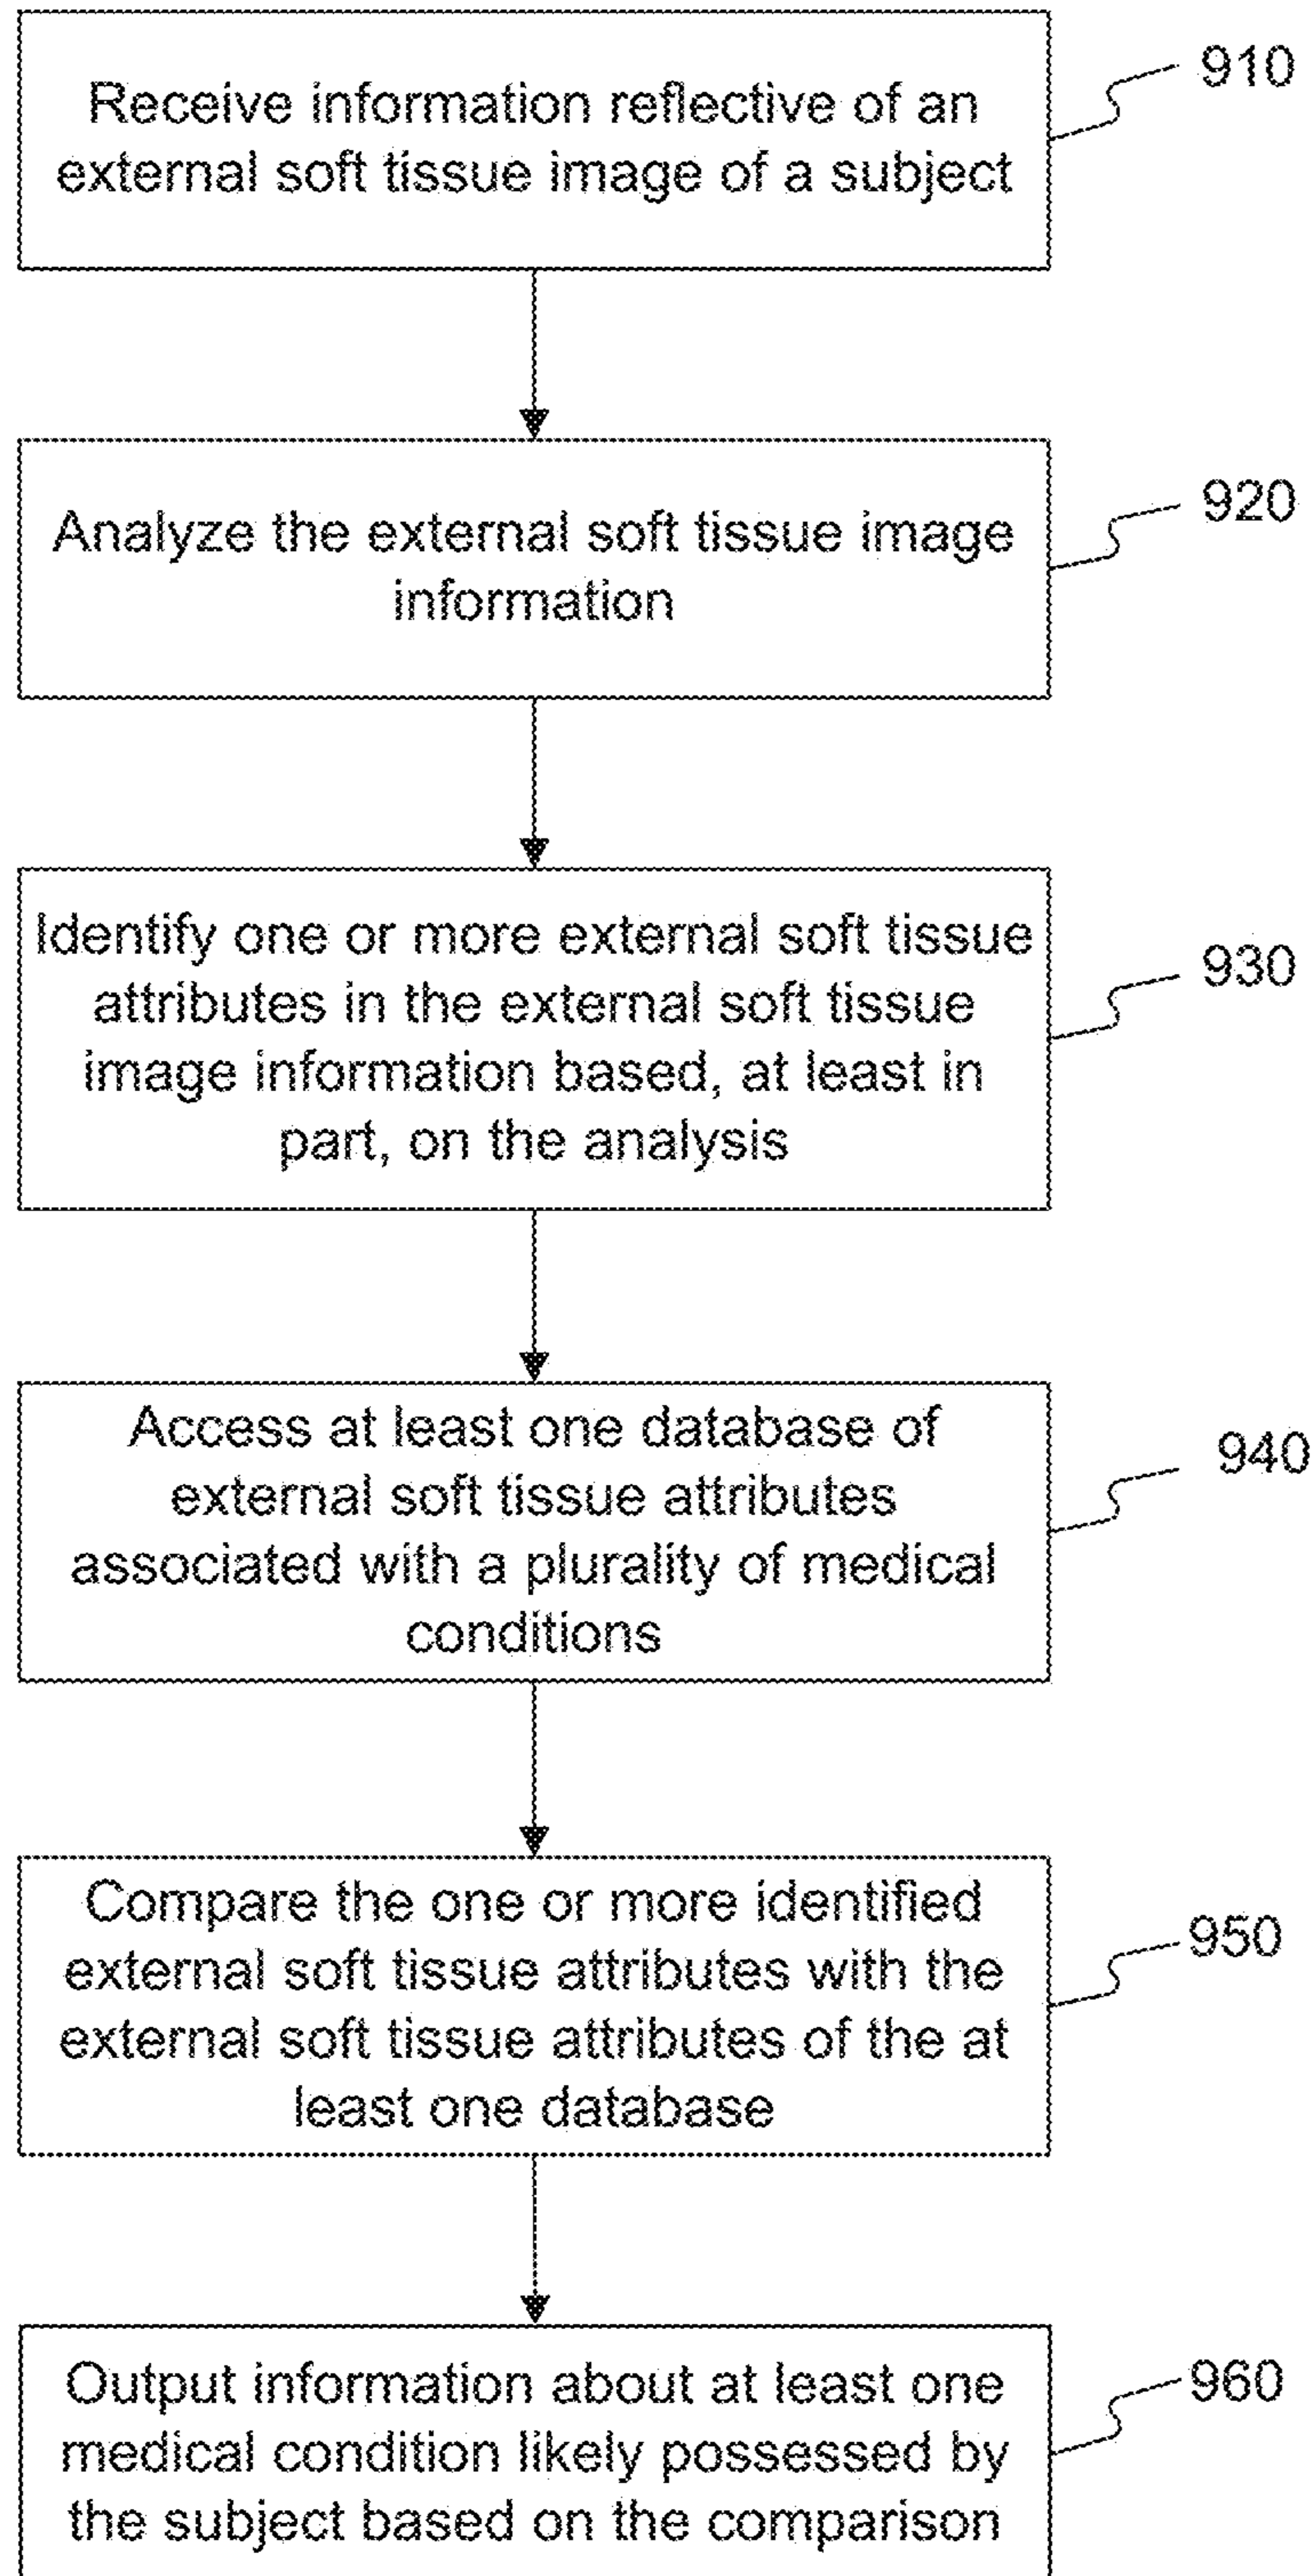 Receive information reflective of an
external soft tissue image of a subject
910
Analyze the external soft tissue image
information
920
Identify one or more external soft tissue
attributes in the external soft tissue
image information based, at least in
part, on the analysis
930
Access at least one database of
external soft tissue attributes
associated with a plurality of medical
conditions
940
Compare the one or more identified
external soft tissue attributes with the
external soft tissue attributes of the at
least one database
950
Output information about at least one
medical condition likely possessed by
the subject based on the comparison
960